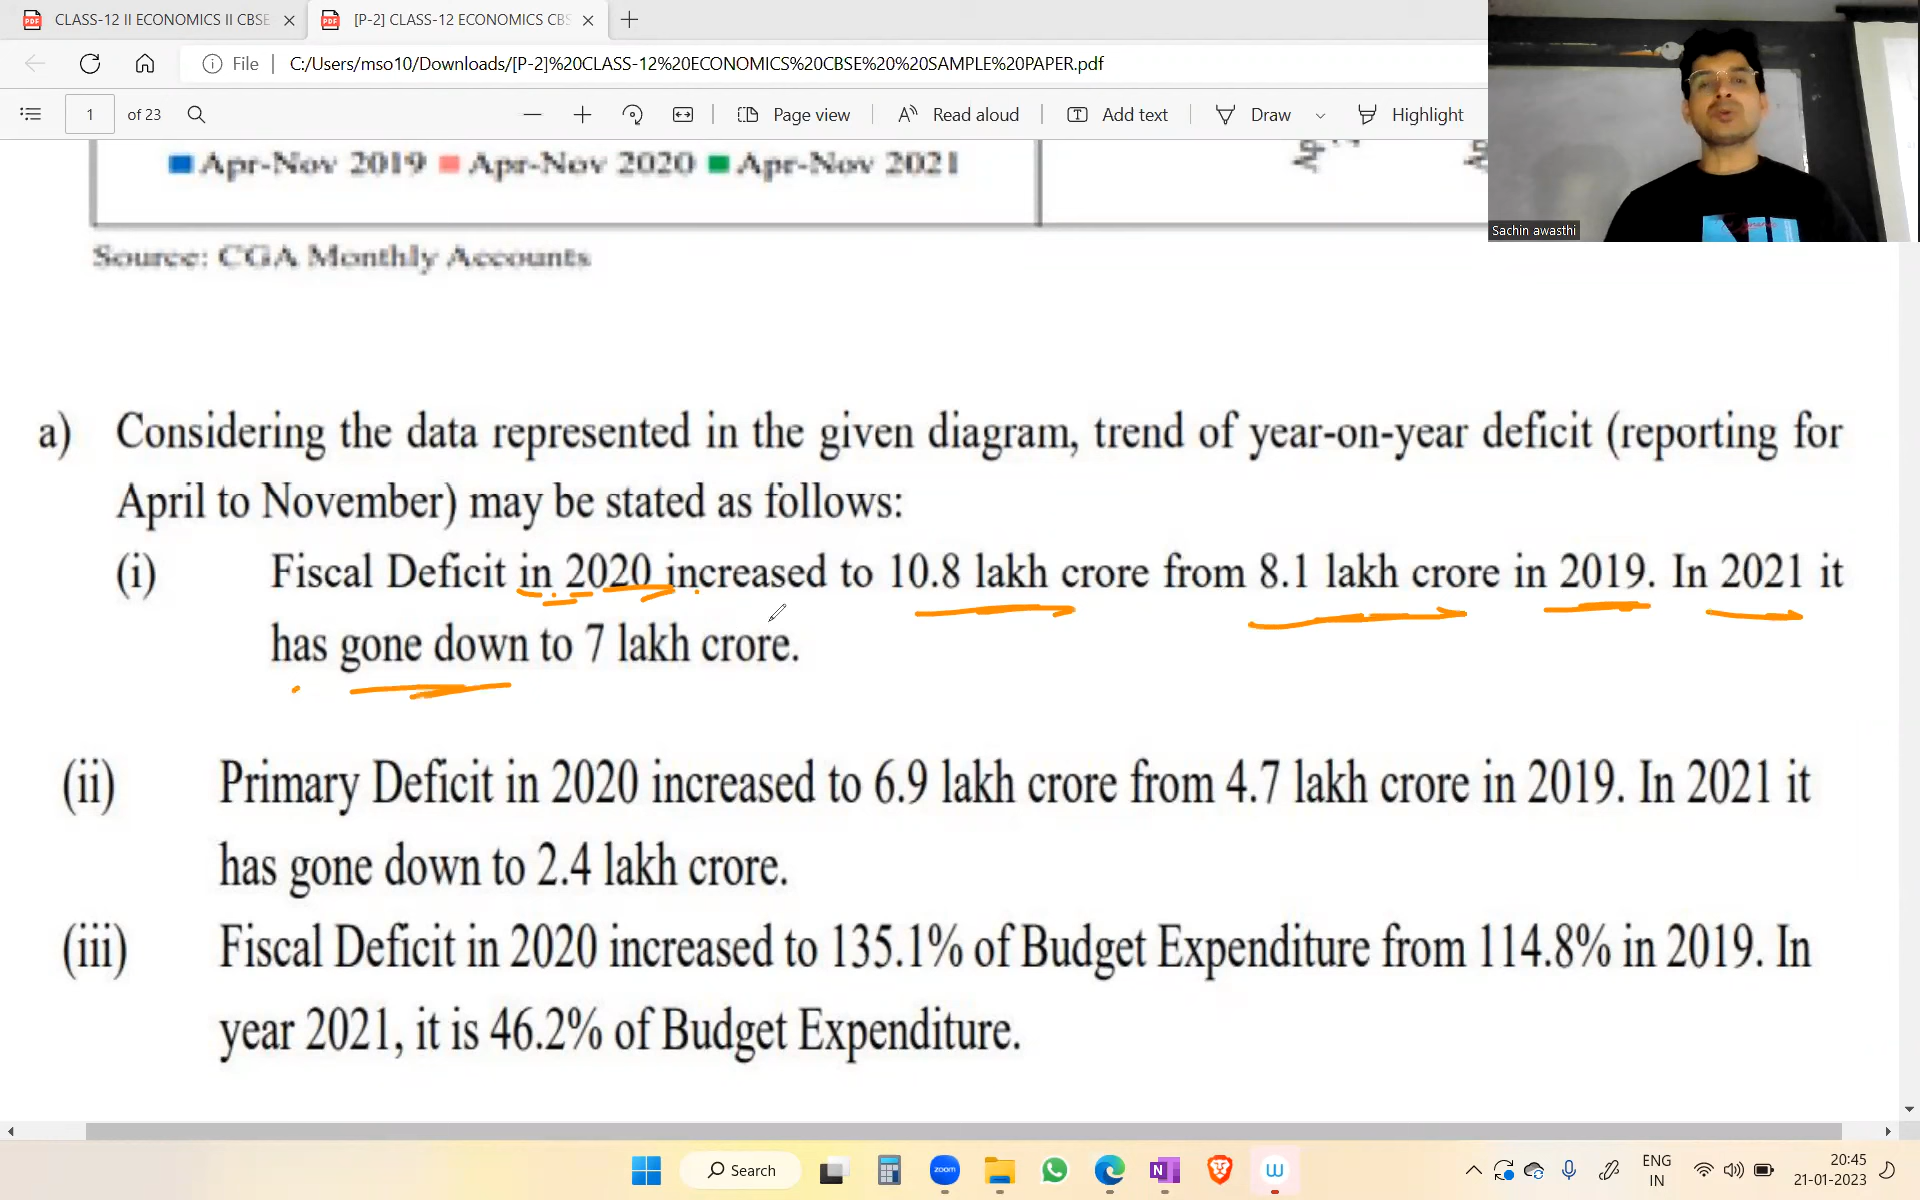 CLASS-12 II ECONOMICS II CBSE
[P-2] CLASS-12 ECONOMICS CBS
File
C:/Users/mso10/Downloads/[P-2]%20CLASS-12%20ECONOMICS%20CBSE%20%20SAMPLE%20PAPER.pdf
1 of 23
Page view
Read aloud
Add text
Draw
Highlight
Apr-Nov 2019 Apr-Nov 2020 Apr-Nov 2021
Source: CGA Monthly Accounts
Sachin awasthi
a) Considering the data represented in the given diagram, trend of year-on-year deficit (reporting for
April to November) may be stated as follows:
(i) Fiscal Deficit in 2020 increased to 10.8 lakh crore from 8.1 lakh crore in 2019. In 2021 it
has gone down to 7 lakh crore.
(ii) Primary Deficit in 2020 increased to 6.9 lakh crore from 4.7 lakh crore in 2019. In 2021 it
has gone down to 2.4 lakh crore.
(iii) Fiscal Deficit in 2020 increased to 135.1% of Budget Expenditure from 114.8% in 2019. In
year 2021, it is 46.2% of Budget Expenditure.
Search
zoom
ENG
IN
20:45
21-01-2023